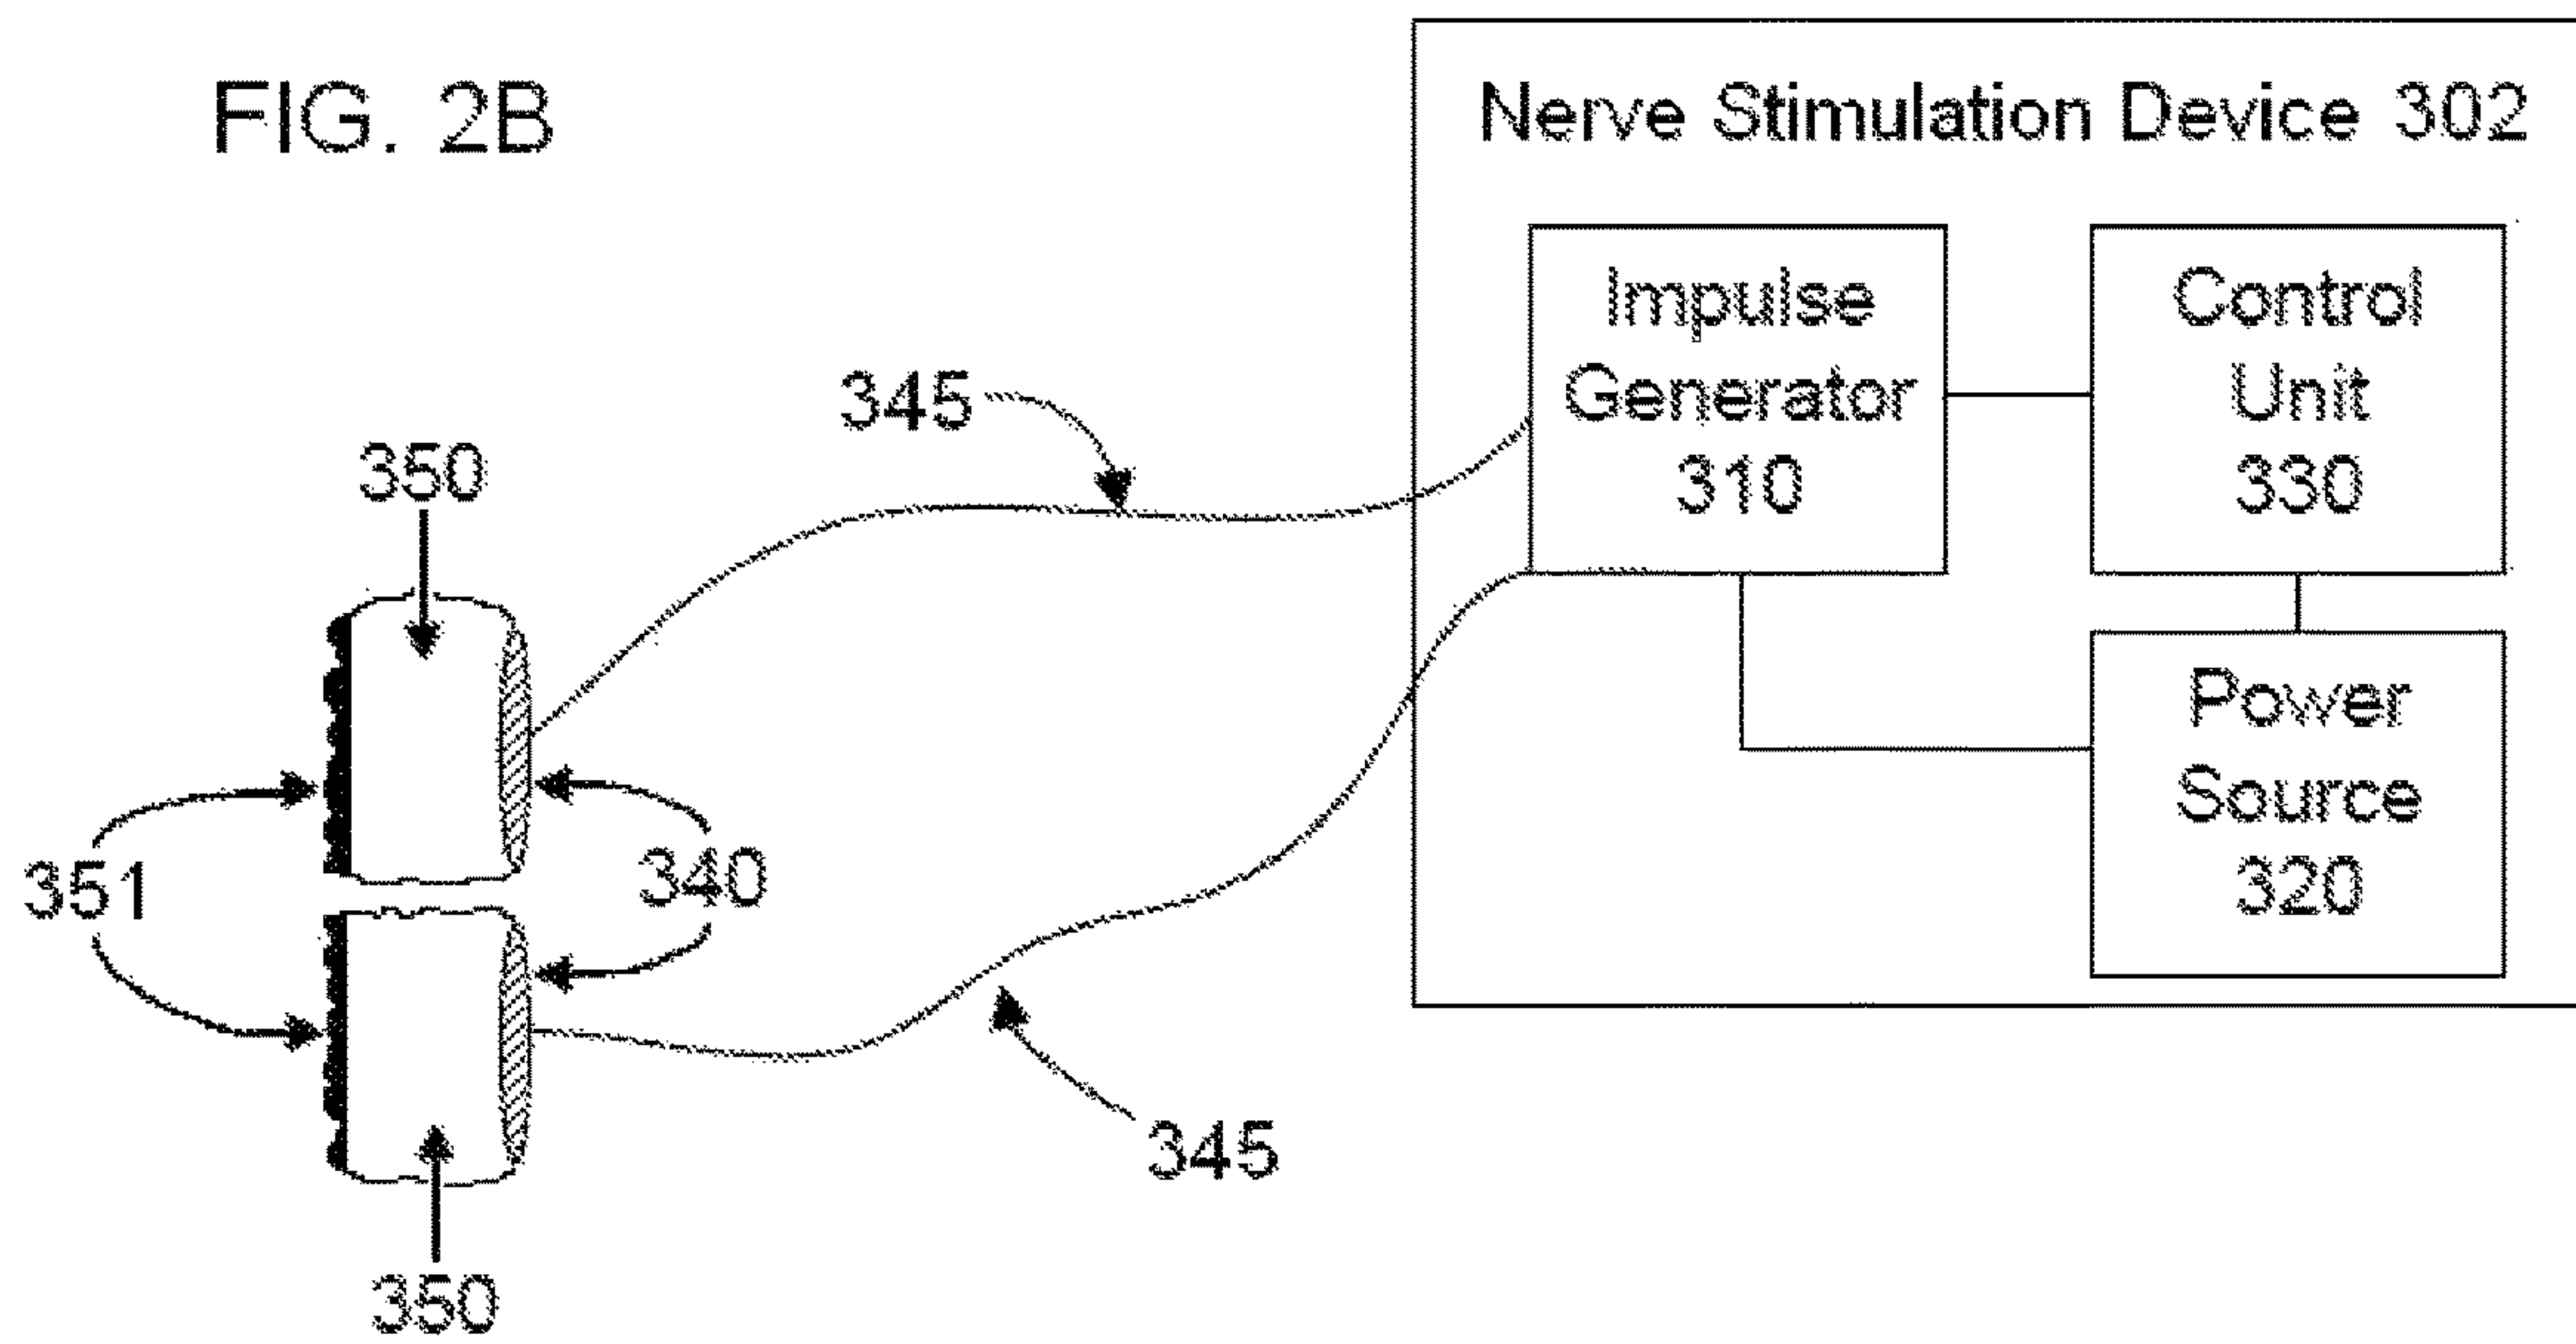 FIG. 2B
Nerve Stimulation Device 302
Impulse
Generator
310
Control
Unit
330
Power
Source
320
345
350
351
340
345
350